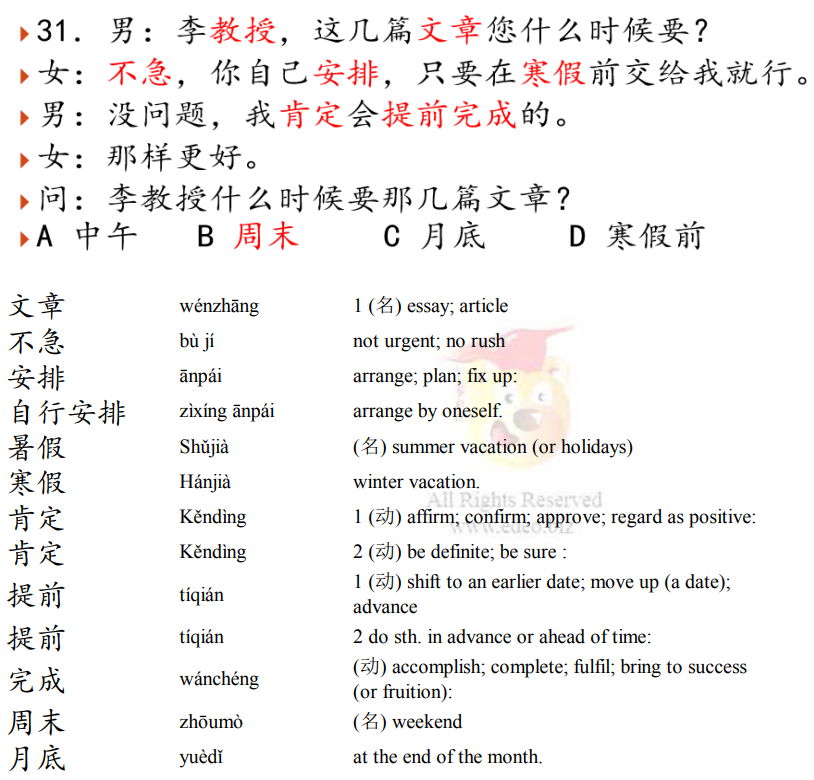 31. 男：李教授，这几篇文章您什么时候要？
女：不急，你自己安排，只要在寒假前交给我就行。
男：没问题，我肯定会提前完成的。
女：那样更好。
问：李教授什么时候要那几篇文章？
A 中午 B 周末 C 月底 D 寒假前
文章 wénzhāng 1 (名) essay; article
不急 bù jí not urgent; no rush
安排 ānpái arrange; plan; fix up:
自行安排 zìxíng ānpái arrange by oneself.
暑假 Shǔjià (名) summer vacation (or holidays)
寒假 Hánjià winter vacation.
All Rights Reserved
肯定 Kěndìng 1 (动) affirm; confirm; approve; regard as positive:
www.edeo.biz
肯定 Kěndìng 2 (动) be definite; be sure :
提前 tíqián 1 (动) shift to an earlier date; move up (a date);
advance
提前 tíqián 2 do sth. in advance or ahead of time:
完成 wánchéng (动) accomplish; complete; fulfil; bring to success
(or fruition):
周末 zhōumò (名) weekend
月底 yuèdǐ at the end of the month.